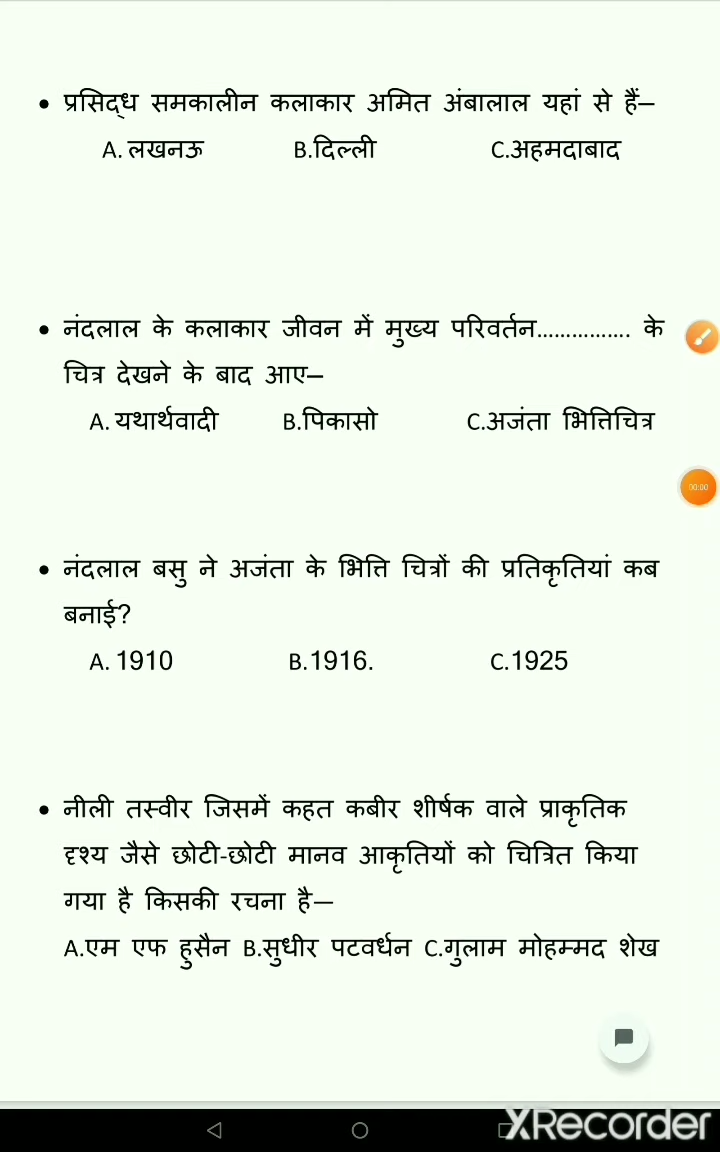 • प्रसिद्ध समकालीन कलाकार अमित अंबालाल यहां से हैं–
A. लखनऊ B.दिल्ली C.अहमदाबाद
• नंदलाल के कलाकार जीवन में मुख्य परिवर्तन................ के
चित्र देखने के बाद आए–
A. यथार्थवादी B.पिकासो C.अजंता भित्तिचित्र
00:00
• नंदलाल बसु ने अजंता के भित्ति चित्रों की प्रतिकृतियां कब
बनाई?
A. 1910 B.1916. C.1925
• नीली तस्वीर जिसमें कहत कबीर शीर्षक वाले प्राकृतिक
दृश्य जैसे छोटी-छोटी मानव आकृतियों को चित्रित किया
गया है किसकी रचना है–
A.एम एफ हुसैन B.सुधीर पटवर्धन C.गुलाम मोहम्मद शेख
XRecorder